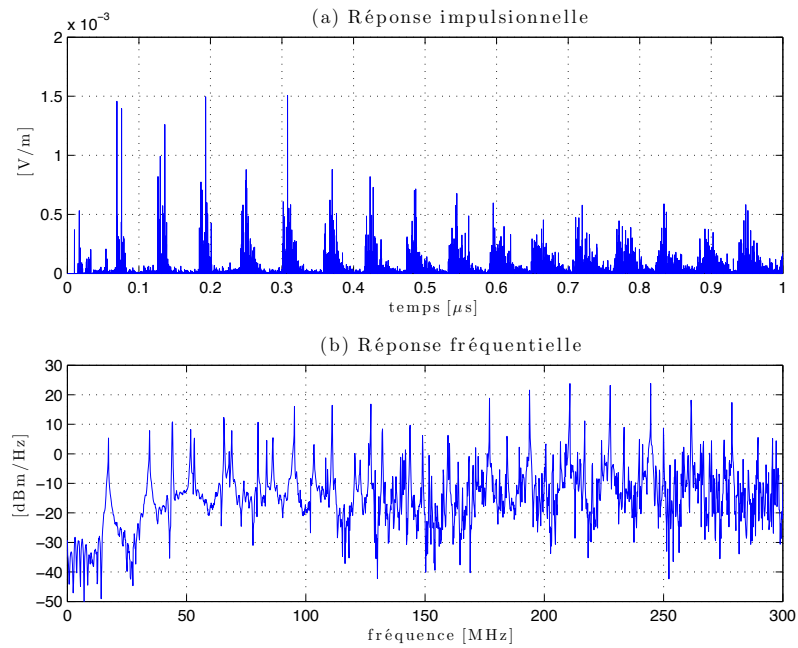 (a) Réponse impulsionnelle
x 10⁻³
2
1.5
1
0.5
0
[V/m]
0 0.1 0.2 0.3 0.4 0.5 0.6 0.7 0.8 0.9 1
temps [μs]
(b) Réponse fréquentielle
30
20
10
0
−10
−20
−30
−40
−50
[dBm/Hz]
0 50 100 150 200 250 300
fréquence [MHz]